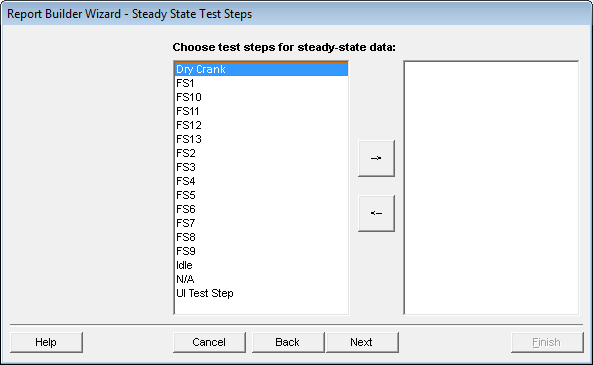 Report Builder Wizard - Steady State Test Steps
Choose test steps for steady-state data:
Dry Crank
FS1
FS10
FS11
FS12
FS13
FS2
FS3
FS4
FS5
FS6
FS7
FS8
FS9
Idle
N/A
UI Test Step
-->
<--
Help
Cancel
Back
Next
Finish